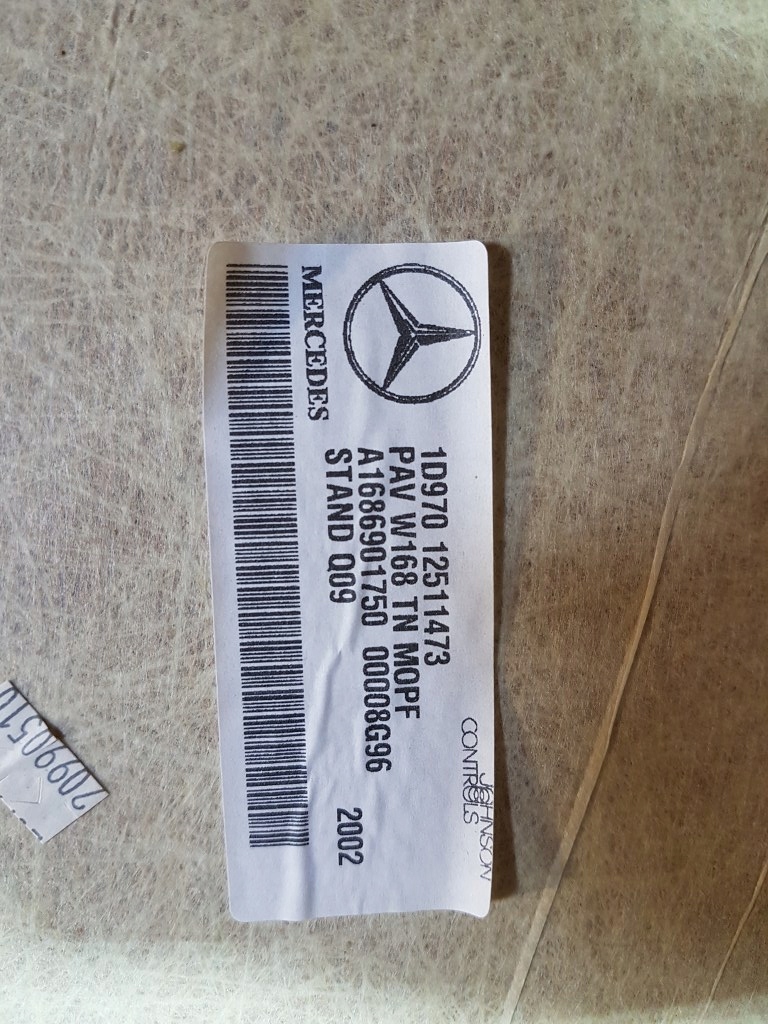 MERCEDES
1D970 12511473
PAV W168 TN MOPF
A1686901750 00008G96
STAND Q09
2002
JOHNSON
CONTROLS